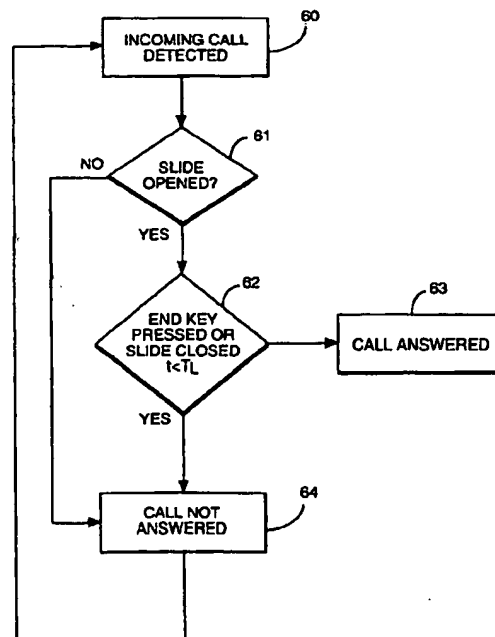 60
INCOMING CALL
DETECTED
61
NO
SLIDE
OPENED?
YES
62
END KEY
PRESSED OR
SLIDE CLOSED
t<TL
63
CALL ANSWERED
YES
64
CALL NOT
ANSWERED